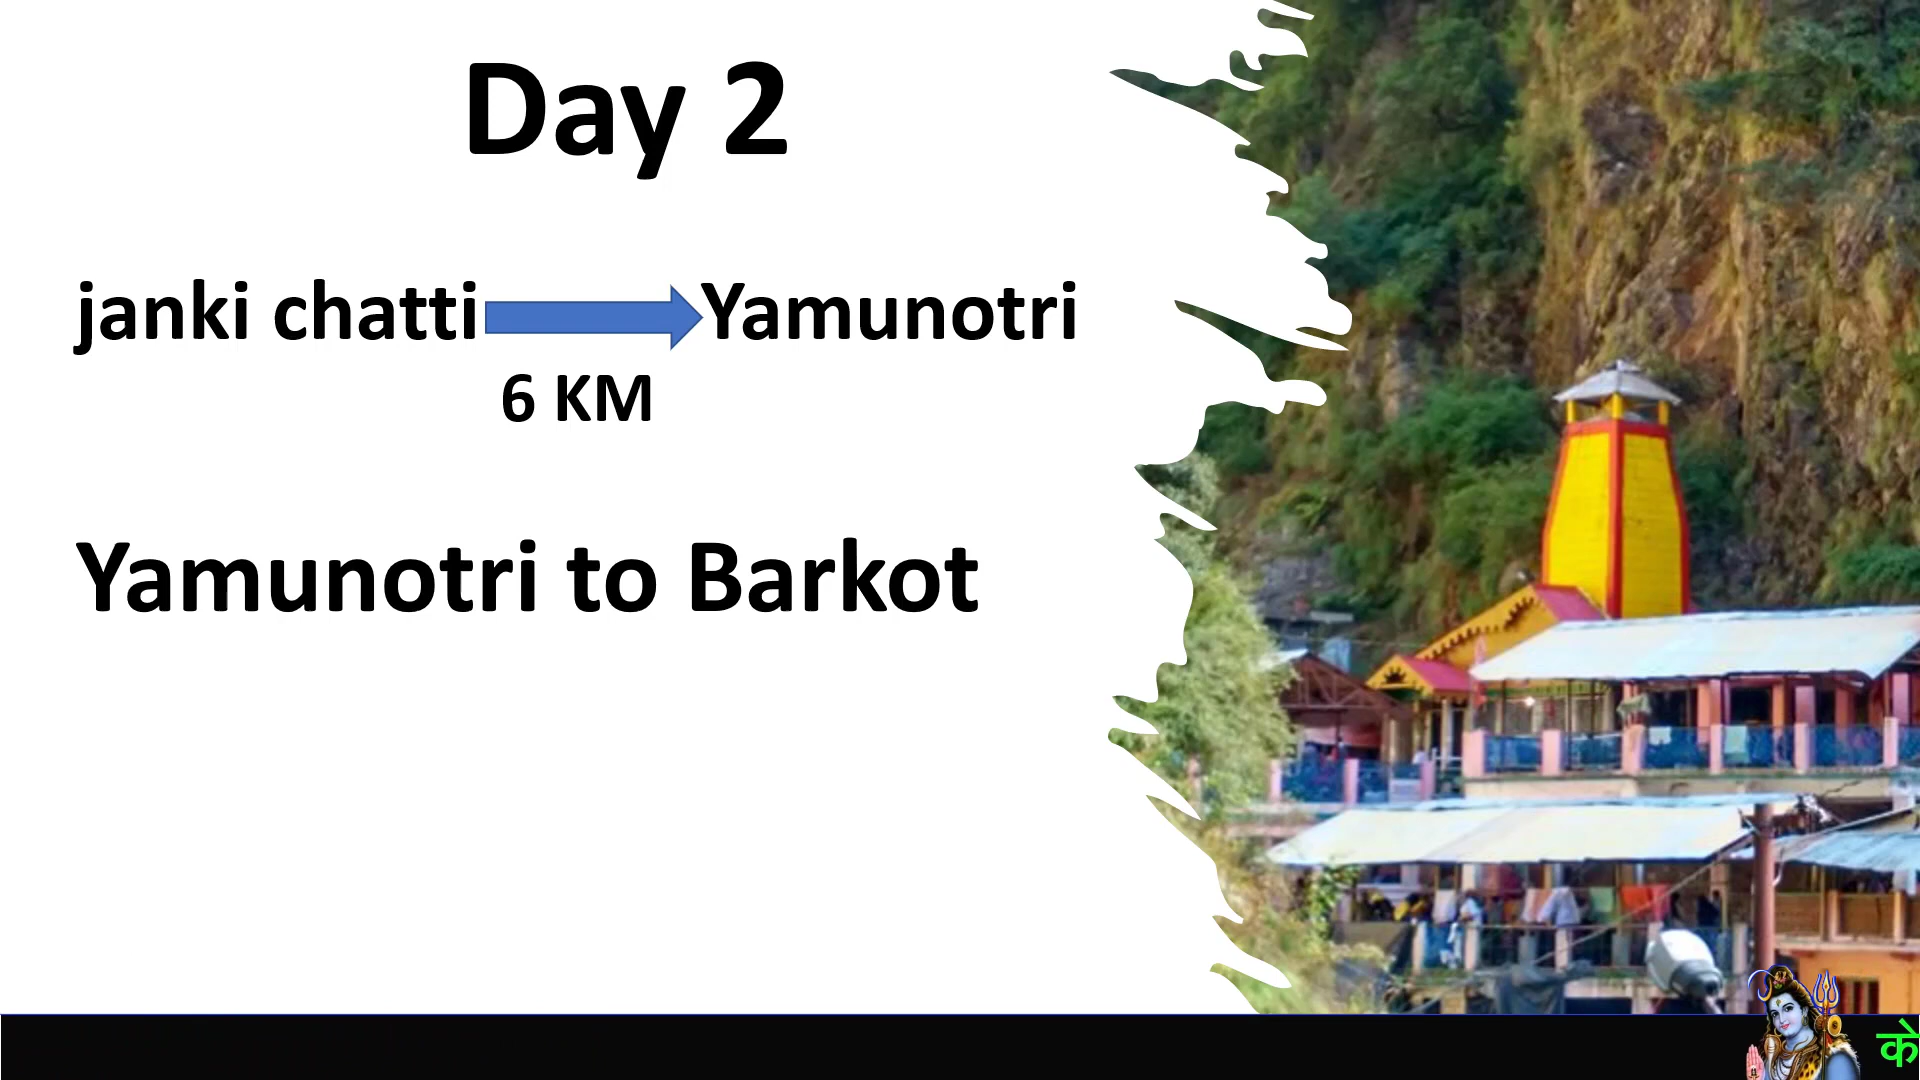 Day 2
janki chatti Yamunotri
6 KM
Yamunotri to Barkot
के